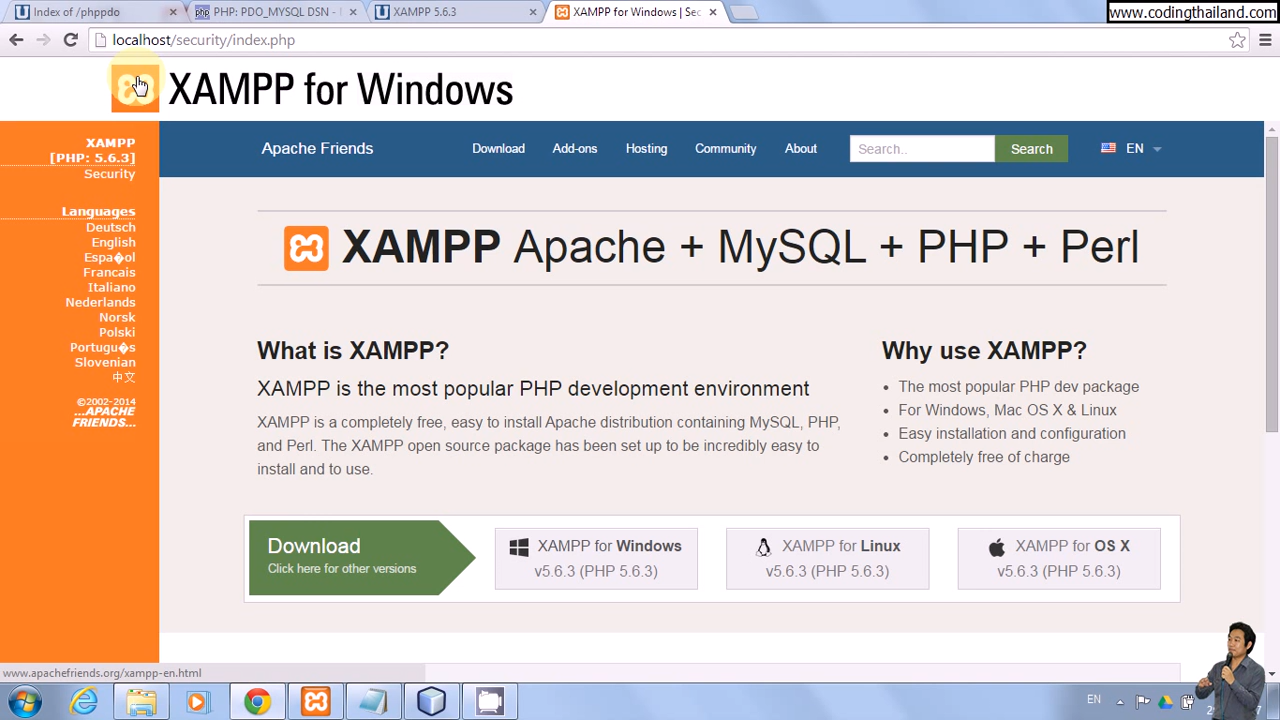 www.codingthailand.com
Index of /phppdo
PHP: PDO_MYSQL DSN -
XAMPP 5.6.3
XAMPP for Windows | Sec
localhost/security/index.php
XAMPP for Windows
XAMPP
[PHP: 5.6.3]
Security
Languages
Deutsch
English
Espa�ol
Francais
Italiano
Nederlands
Norsk
Polski
Portugu�s
Slovenian
中文
©2002-2014
...APACHE
FRIENDS...
Apache Friends
Download
Add-ons
Hosting
Community
About
Search..
Search
EN
XAMPP Apache + MySQL + PHP + Perl
What is XAMPP?
XAMPP is the most popular PHP development environment
XAMPP is a completely free, easy to install Apache distribution containing MySQL, PHP,
and Perl. The XAMPP open source package has been set up to be incredibly easy to
install and to use.
Why use XAMPP?
The most popular PHP dev package
For Windows, Mac OS X & Linux
Easy installation and configuration
Completely free of charge
Download
Click here for other versions
XAMPP for Windows
v5.6.3 (PHP 5.6.3)
XAMPP for Linux
v5.6.3 (PHP 5.6.3)
XAMPP for OS X
v5.6.3 (PHP 5.6.3)
www.apachefriends.org/xampp-en.html
EN